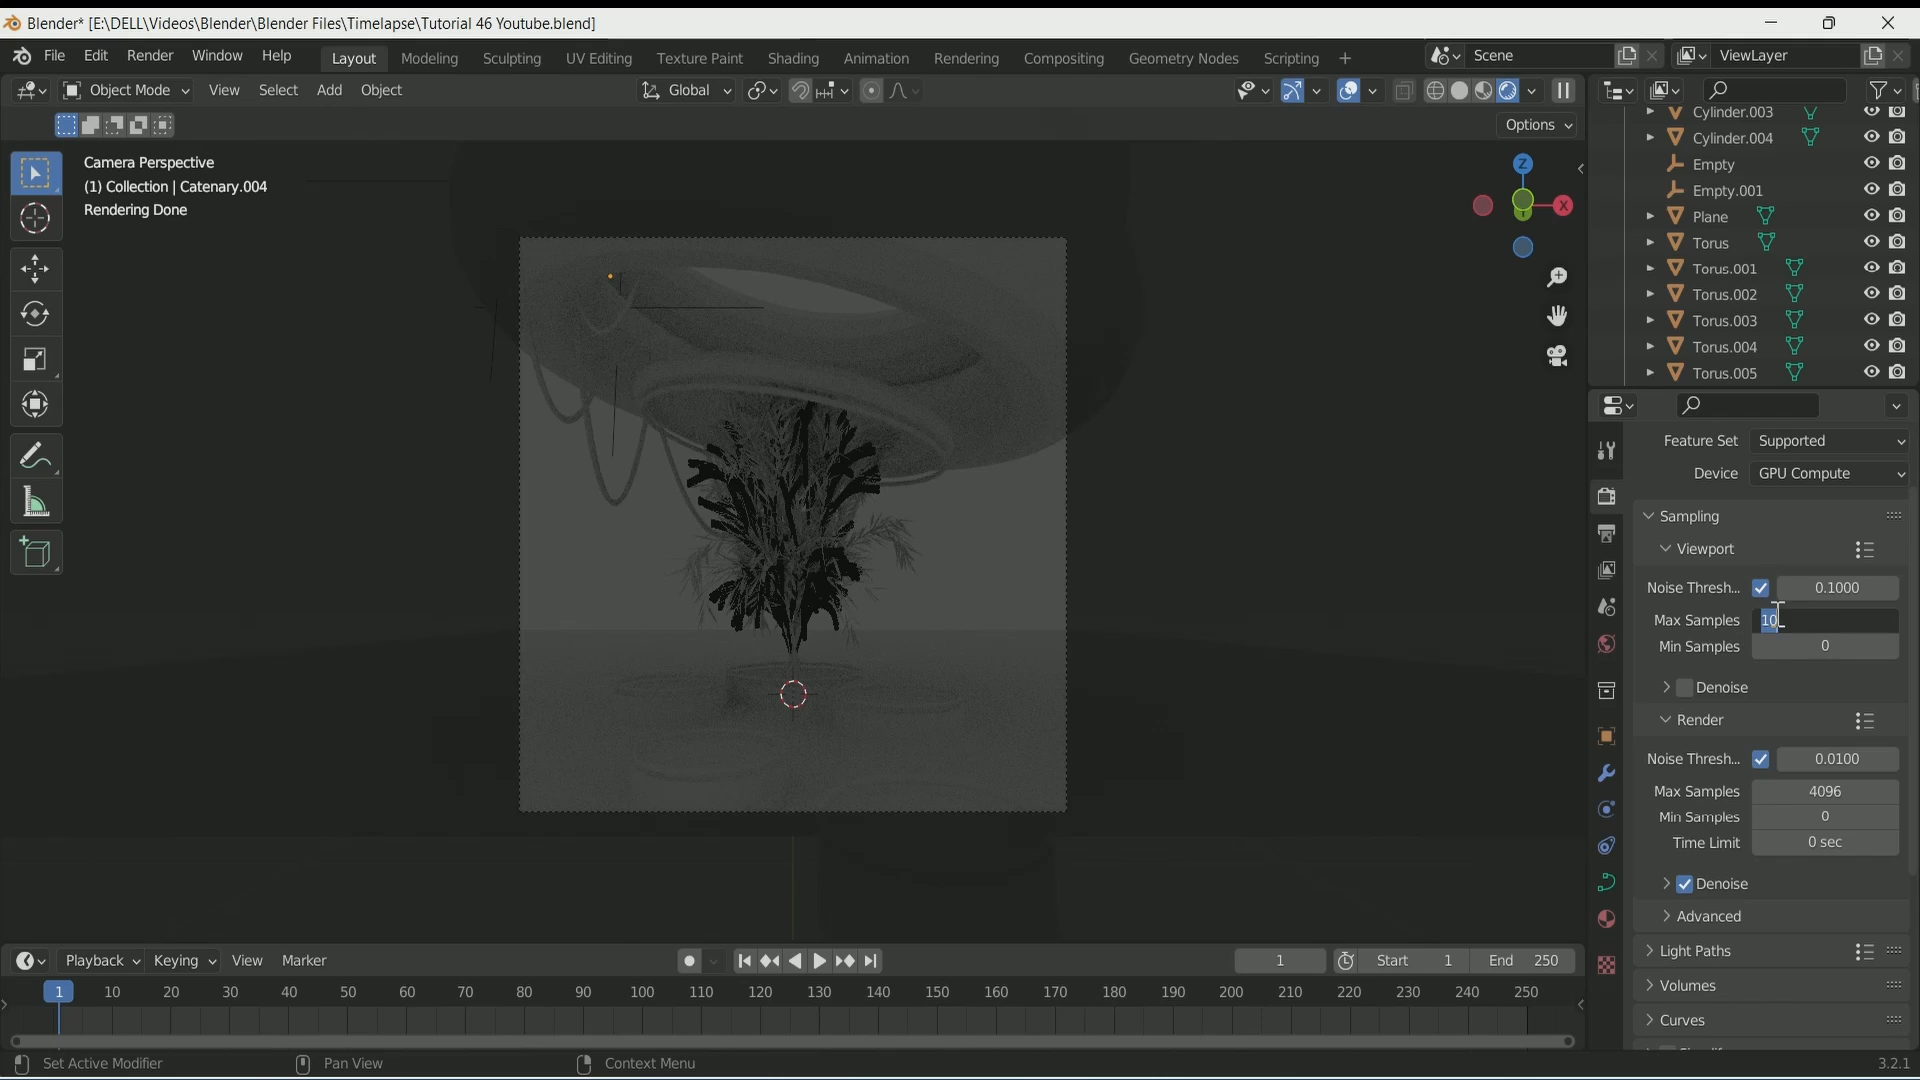 Blender* [E:\DELL\Videos\Blender\Blender Files\Timelapse\Tutorial 46 Youtube.blend]
File Edit Render Window Help Layout Modeling Sculpting UV Editing Texture Paint Shading Animation Rendering Compositing Geometry Nodes Scripting + Scene ViewLayer
Object Mode View Select Add Object Global
Options
Camera Perspective
(1) Collection | Catenary.004
Rendering Done
Z
X
Y
Cylinder.003
Cylinder.004
Empty
Empty.001
Plane
Torus
Torus.001
Torus.002
Torus.003
Torus.004
Torus.005
Feature Set Supported
Device GPU Compute
Sampling
Viewport
Noise Thresh... 0.1000
Max Samples 10
Min Samples 0
Denoise
Render
Noise Thresh... 0.0100
Max Samples 4096
Min Samples 0
Time Limit 0 sec
Denoise
Advanced
Light Paths
Volumes
Curves
Playback Keying View Marker 1 Start 1 End 250
1 10 20 30 40 50 60 70 80 90 100 110 120 130 140 150 160 170 180 190 200 210 220 230 240 250
Set Active Modifier Pan View Context Menu 3.2.1